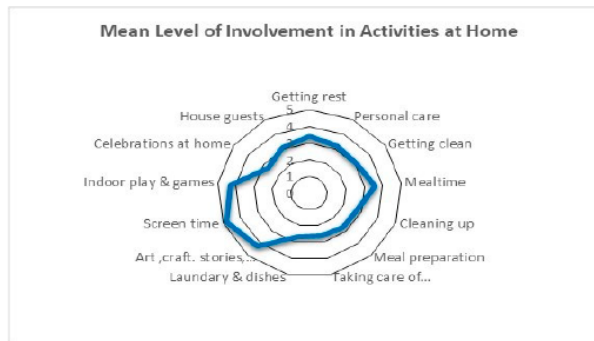 Mean Level of Involvement in Activities at Home
Getting rest
Personal care
Getting clean
Mealtime
Cleaning up
Meal preparation
Taking care of...
Laundary & dishes
Art ,craft. stories,...
Screen time
Indoor play & games
Celebrations at home
House guests
5
4
3
2
1
0